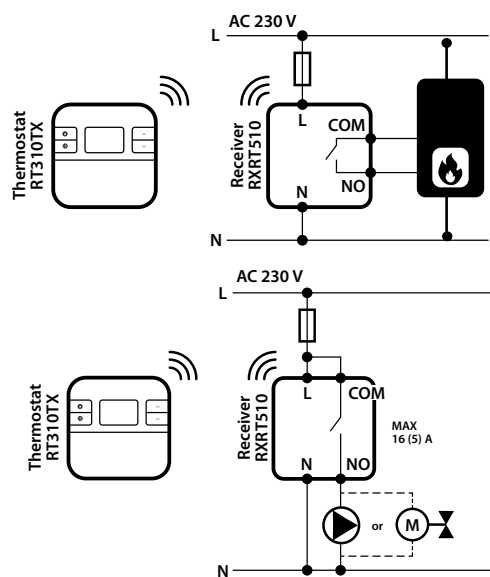 AC 230 V
L
Thermostat
RT310TX
Receiver
RXRT510
L
COM
NO
N
N
AC 230 V
L
Thermostat
RT310TX
Receiver
RXRT510
L
COM
MAX
16 (5) A
N
NO
or
M
N